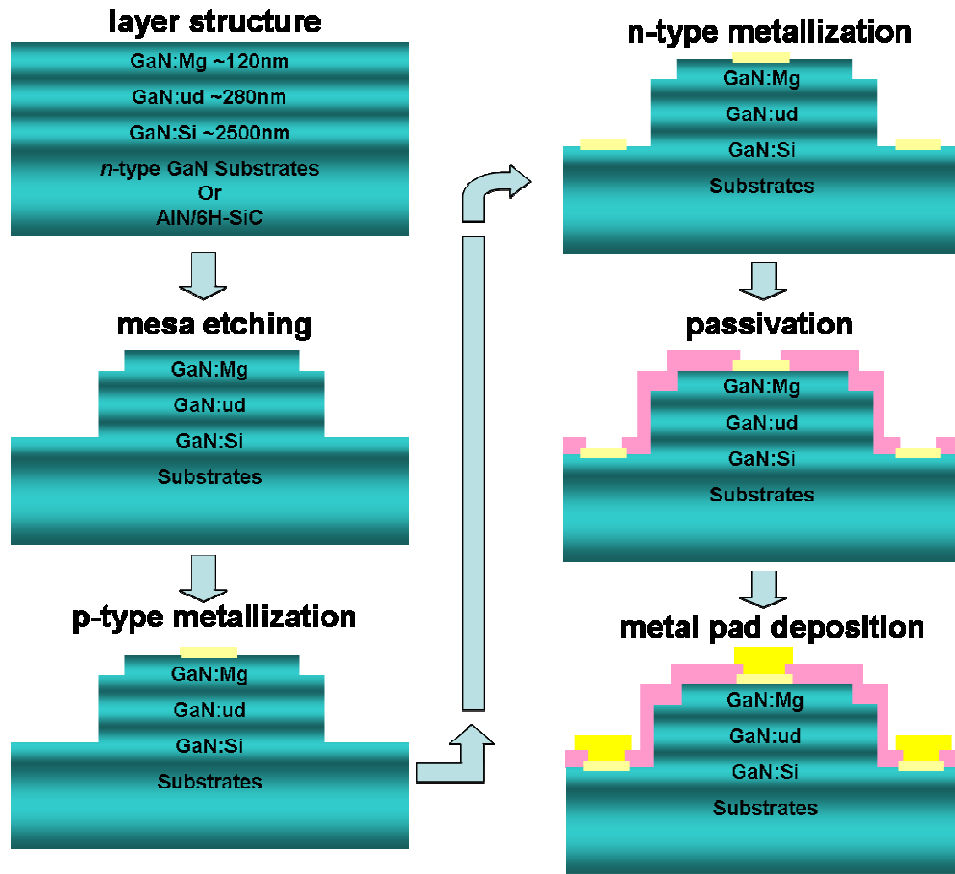 layer structure
GaN:Mg ~120nm
GaN:ud ~280nm
GaN:Si ~2500nm
n-type GaN Substrates
Or
AlN/6H-SiC
mesa etching
GaN:Mg
GaN:ud
GaN:Si
Substrates
p-type metallization
GaN:Mg
GaN:ud
GaN:Si
Substrates
n-type metallization
GaN:Mg
GaN:ud
GaN:Si
Substrates
passivation
GaN:Mg
GaN:ud
GaN:Si
Substrates
metal pad deposition
GaN:Mg
GaN:ud
GaN:Si
Substrates